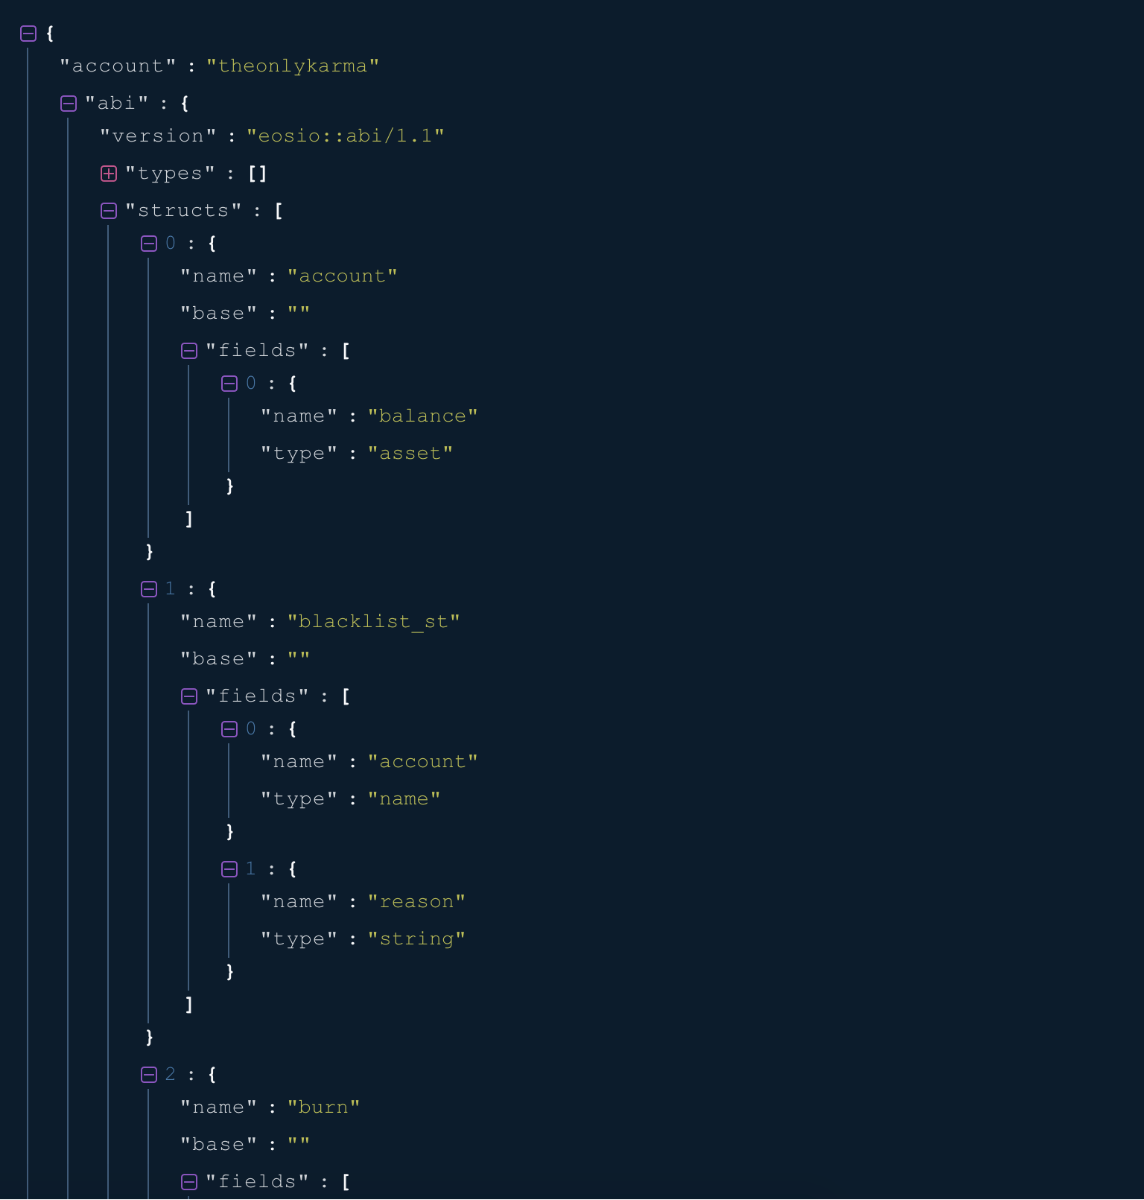 {
"account" : "theonlykarma"
"abi" : {
"version" : "eosio::abi/1.1"
"types" : []
"structs" : [
0 : {
"name" : "account"
"base" : ""
"fields" : [
0 : {
"name" : "balance"
"type" : "asset"
}
]
}
1 : {
"name" : "blacklist_st"
"base" : ""
"fields" : [
0 : {
"name" : "account"
"type" : "name"
}
1 : {
"name" : "reason"
"type" : "string"
}
]
}
2 : {
"name" : "burn"
"base" : ""
"fields" : [